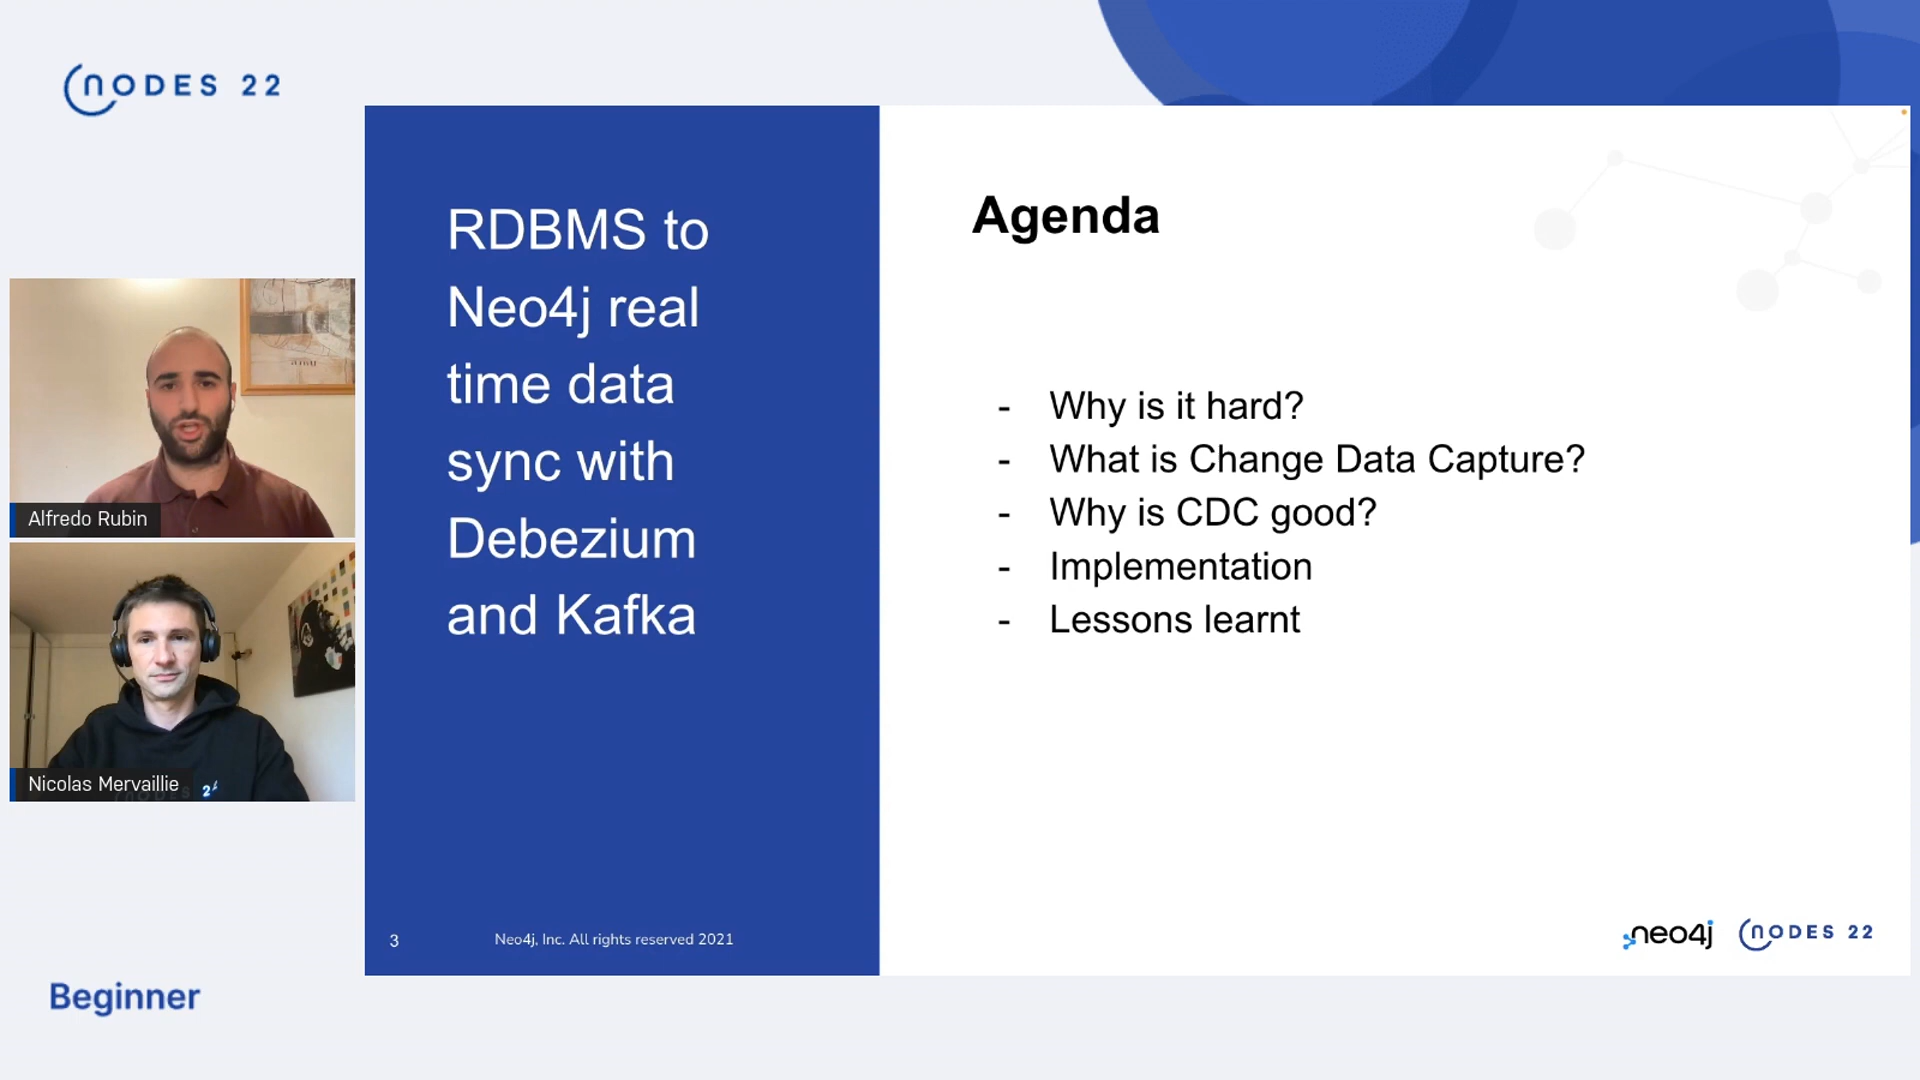 NODES 22
RDBMS to
Neo4j real
time data
sync with
Debezium
and Kafka
Agenda
- Why is it hard?
- What is Change Data Capture?
- Why is CDC good?
- Implementation
- Lessons learnt
Alfredo Rubin
Nicolas Mervaillie
3
Neo4j, Inc. All rights reserved 2021
neo4j
NODES 22
Beginner